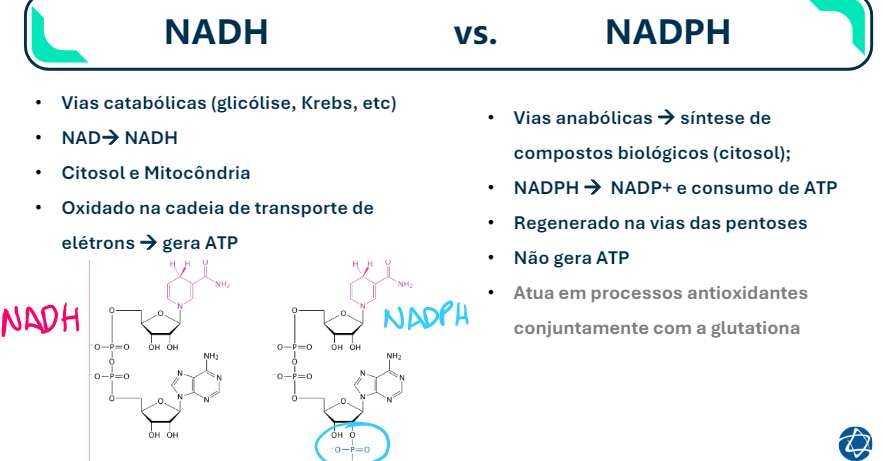 NADH vs. NADPH
• Vias catabólicas (glicólise, Krebs, etc)
• NAD→ NADH
• Citosol e Mitocôndria
• Oxidado na cadeia de transporte de
elétrons → gera ATP
• Vias anabólicas → síntese de
compostos biológicos (citosol);
• NADPH → NADP+ e consumo de ATP
• Regenerado na vias das pentoses
• Não gera ATP
• Atua em processos antioxidantes
conjuntamente com a glutationa
NADH
H H O
NH₂
N
O
O
⁻O P O
OH OH
O
⁻O P O
NH₂
N N
N N
O
O
OH OH
NADPH
H H O
NH₂
N
O
O
⁻O P O
OH OH
O
⁻O P O
NH₂
N N
N N
O
O
OH O
⁻O P O